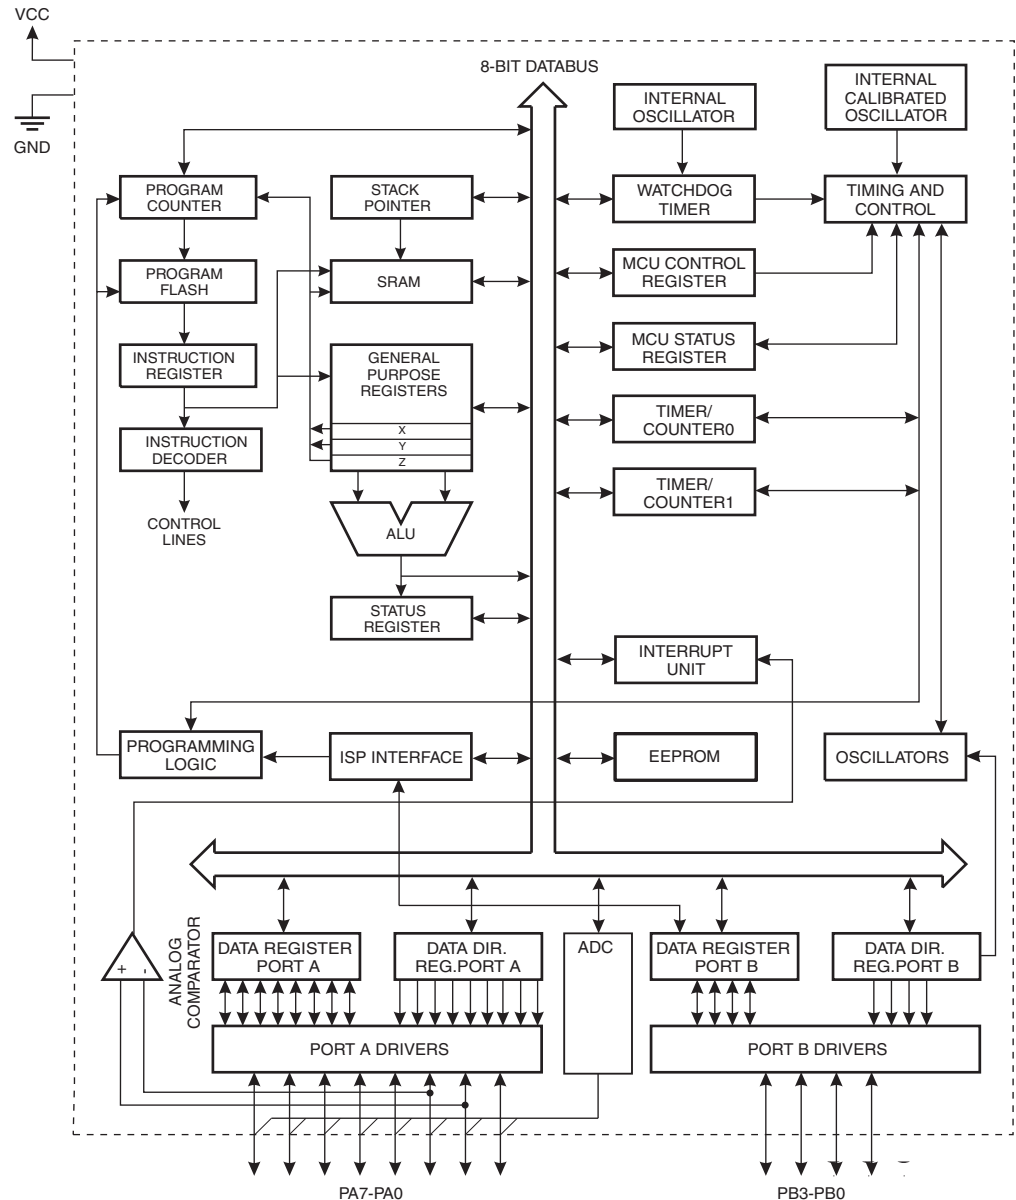 VCC
GND
8-BIT DATABUS
INTERNAL
OSCILLATOR
INTERNAL
CALIBRATED
OSCILLATOR
PROGRAM
COUNTER
STACK
POINTER
WATCHDOG
TIMER
TIMING AND
CONTROL
PROGRAM
FLASH
SRAM
MCU CONTROL
REGISTER
INSTRUCTION
REGISTER
GENERAL
PURPOSE
REGISTERS
X
Y
Z
MCU STATUS
REGISTER
INSTRUCTION
DECODER
TIMER/
COUNTER0
CONTROL
LINES
ALU
TIMER/
COUNTER1
STATUS
REGISTER
INTERRUPT
UNIT
PROGRAMMING
LOGIC
ISP INTERFACE
EEPROM
OSCILLATORS
ANALOG
COMPARATOR
+
-
DATA REGISTER
PORT A
DATA DIR.
REG.PORT A
ADC
DATA REGISTER
PORT B
DATA DIR.
REG.PORT B
PORT A DRIVERS
PORT B DRIVERS
PA7-PA0
PB3-PB0